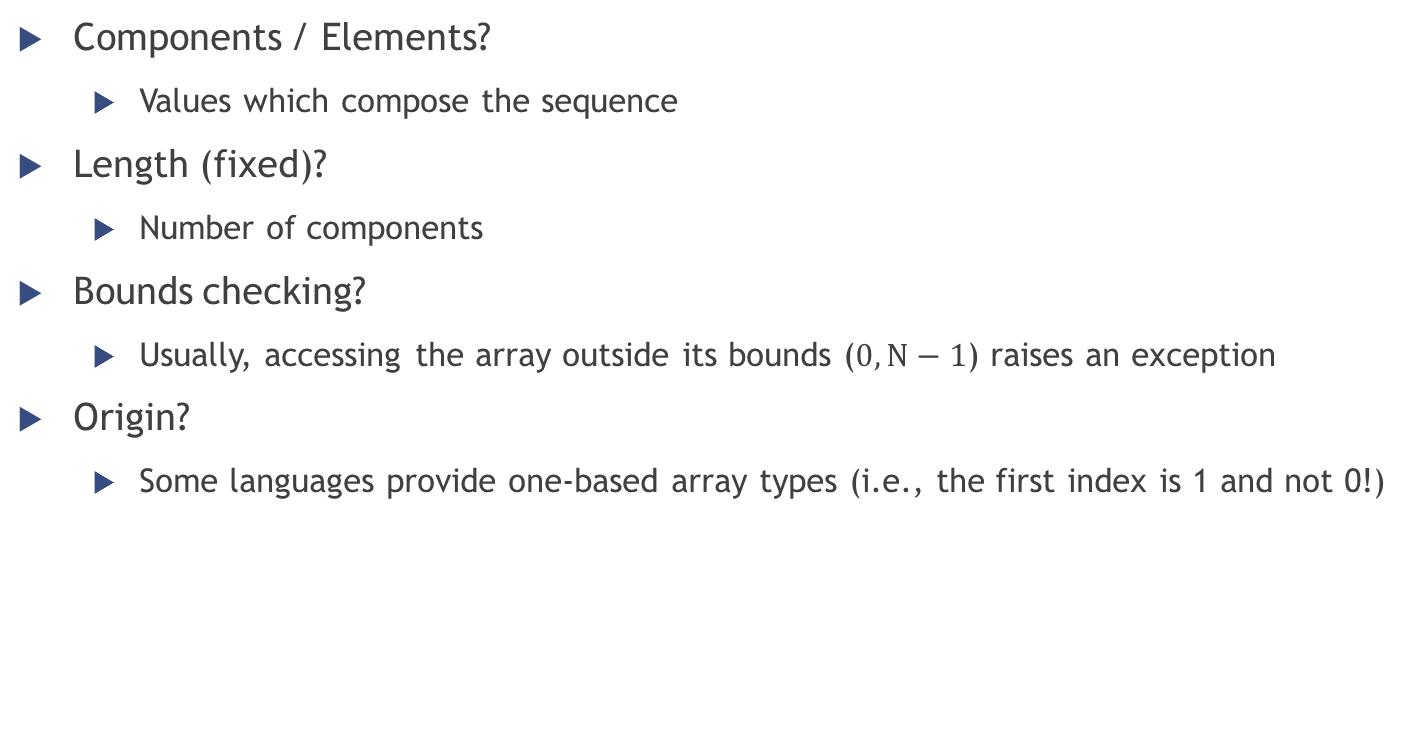 Components / Elements?
Values which compose the sequence
Length (fixed)?
Number of components
Bounds checking?
Usually, accessing the array outside its bounds (0, N − 1) raises an exception
Origin?
Some languages provide one-based array types (i.e., the first index is 1 and not 0!)